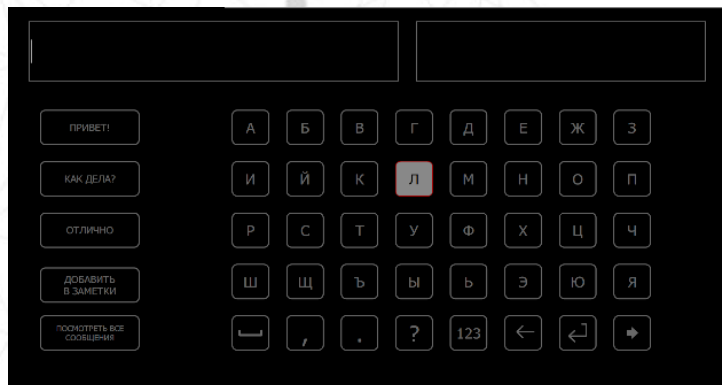 ПРИВЕТ!
А Б В Г Д Е Ж З
КАК ДЕЛА?
И Й К Л М Н О П
ОТЛИЧНО
Р С Т У Ф Х Ц Ч
ДОБАВИТЬ
В ЗАМЕТКИ
Ш Щ Ъ Ы Ь Э Ю Я
ПОСМОТРЕТЬ ВСЕ
СООБЩЕНИЯ
, . ? 123